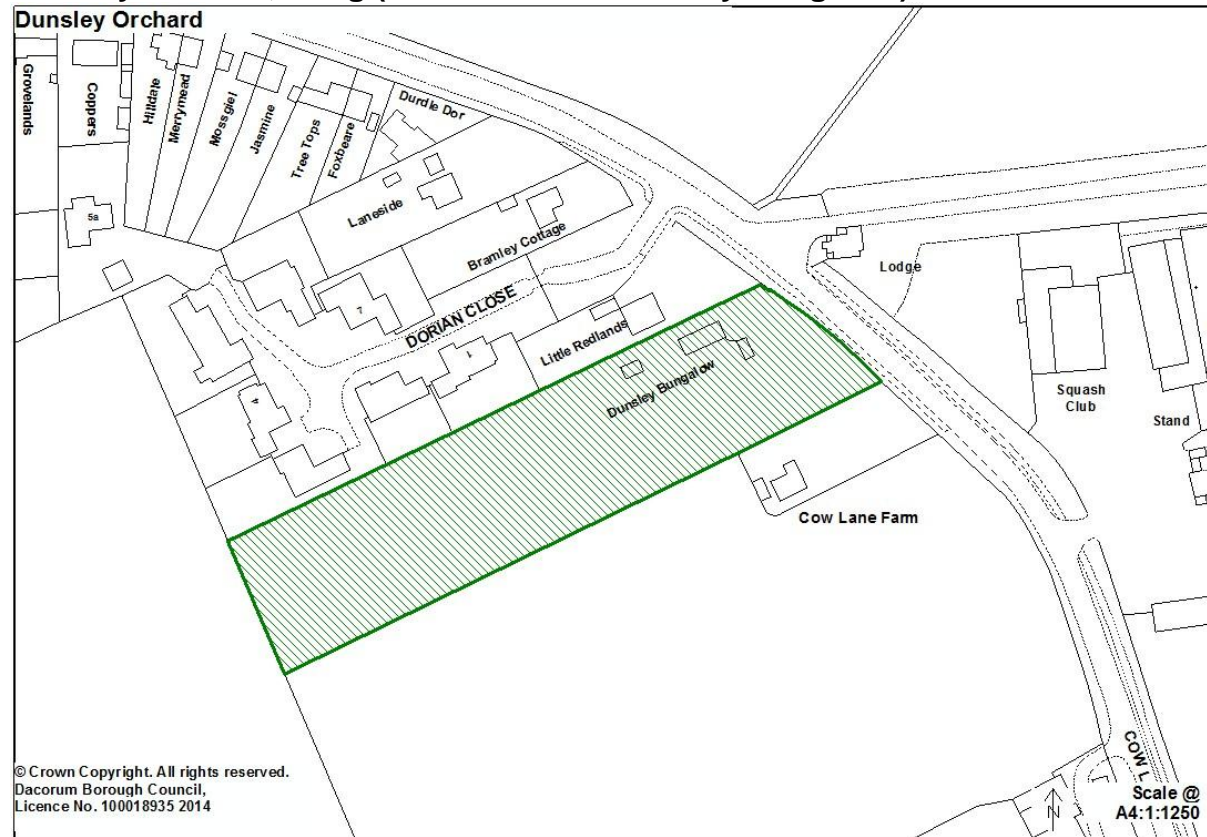 Dunsley Orchard
Grovelands
Coppers
Hilldale
Merrymead
Mossgiel
Jasmine
Tree Tops
Foxbeare
Durdle Dor
5a
Laneside
Bramley Cottage
7
DORIAN CLOSE
1
4
Little Redlands
Dunsley Bungalow
Lodge
Squash
Club
Stand
Cow Lane Farm
COW L
N
© Crown Copyright. All rights reserved.
Dacorum Borough Council,
Licence No. 100018935 2014
Scale @
A4:1:1250